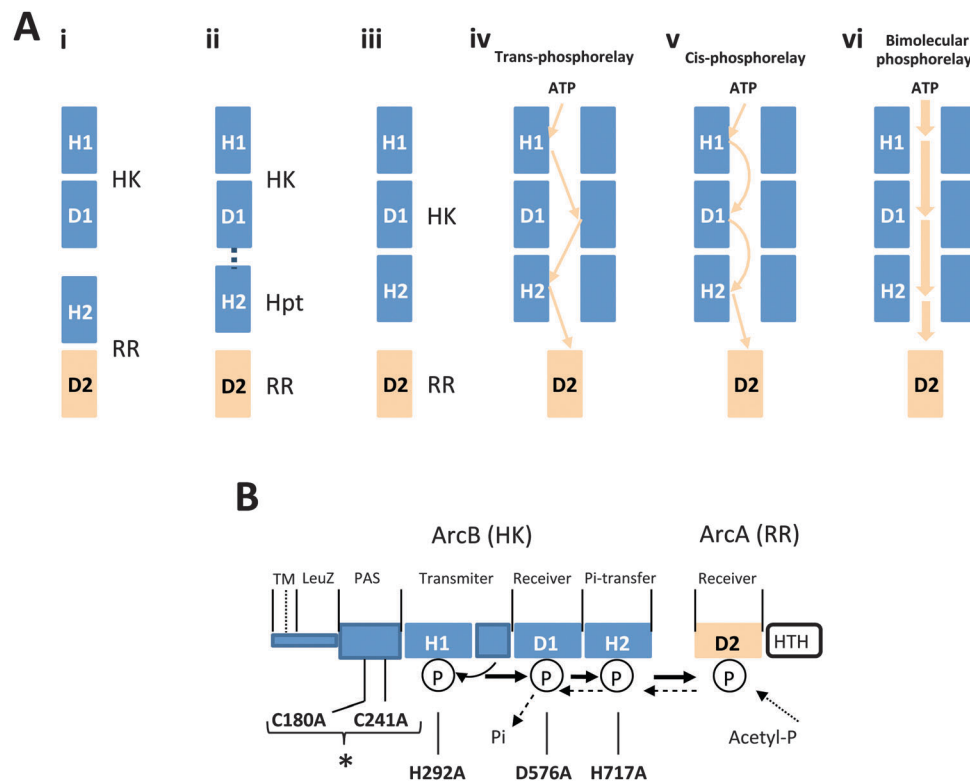 A
i ii iii iv v vi
Trans-phosphorelay
Cis-phosphorelay
Bimolecular
phosphorelay
ATP ATP ATP
H1 H1 H1 H1 H1 H1
HK HK
D1 D1 D1 HK D1 D1 D1
H2 H2 Hpt H2 H2 H2 H2
RR
D2 D2 RR D2 RR D2 D2 D2
B
ArcB (HK) ArcA (RR)
TM LeuZ PAS Transmiter Receiver Pi-transfer Receiver
H1 D1 H2 D2 HTH
P P P P
C180A C241A Pi Acetyl-P
*
H292A D576A H717A